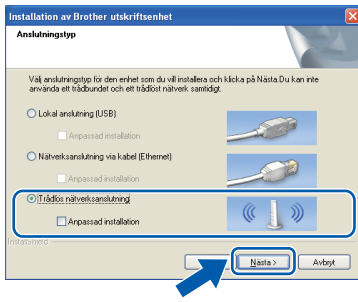 Installation av Brother utskriftsenhet
Anslutningstyp
Välj anslutningstyp för den enhet som du vill installera och klicka på Nästa.Du kan inte
använda ett trådbundet och ett trådlöst nätverk samtidigt.
Lokal anslutning (USB)
Anpassad installation
Nätverksanslutning via kabel (Ethernet)
Anpassad installation
Trådlös nätverksanslutning
Anpassad installation
InstallShield
Nästa >
Avbryt